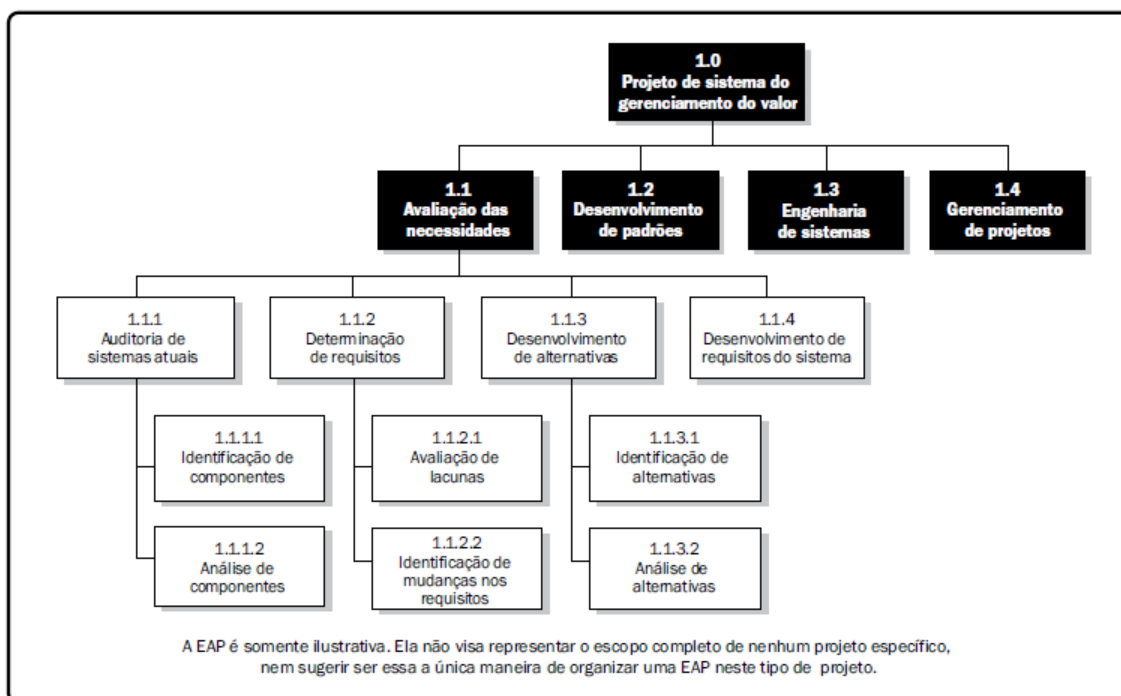 1.0
Projeto de sistema do
gerenciamento do valor
1.1
Avaliação das
necessidades
1.2
Desenvolvimento
de padrões
1.3
Engenharia
de sistemas
1.4
Gerenciamento
de projetos
1.1.1
Auditoria de
sistemas atuais
1.1.2
Determinação
de requisitos
1.1.3
Desenvolvimento
de alternativas
1.1.4
Desenvolvimento de
requisitos do sistema
1.1.1.1
Identificação de
componentes
1.1.2.1
Avaliação de
lacunas
1.1.3.1
Identificação de
alternativas
1.1.1.2
Análise de
componentes
1.1.2.2
Identificação de
mudanças nos
requisitos
1.1.3.2
Análise de
alternativas
A EAP é somente ilustrativa. Ela não visa representar o escopo completo de nenhum projeto específico,
nem sugerir ser essa a única maneira de organizar uma EAP neste tipo de projeto.